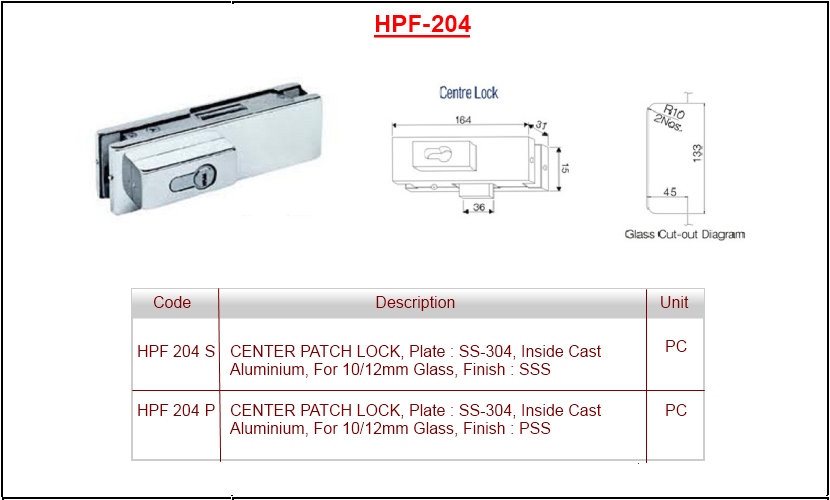 HPF-204
Centre Lock
164
31
15
36
R10
2Nos.
133
45
Glass Cut-out Diagram
Code Description Unit
HPF 204 S CENTER PATCH LOCK, Plate : SS-304, Inside Cast PC
Aluminium, For 10/12mm Glass, Finish : SSS
HPF 204 P CENTER PATCH LOCK, Plate : SS-304, Inside Cast PC
Aluminium, For 10/12mm Glass, Finish : PSS